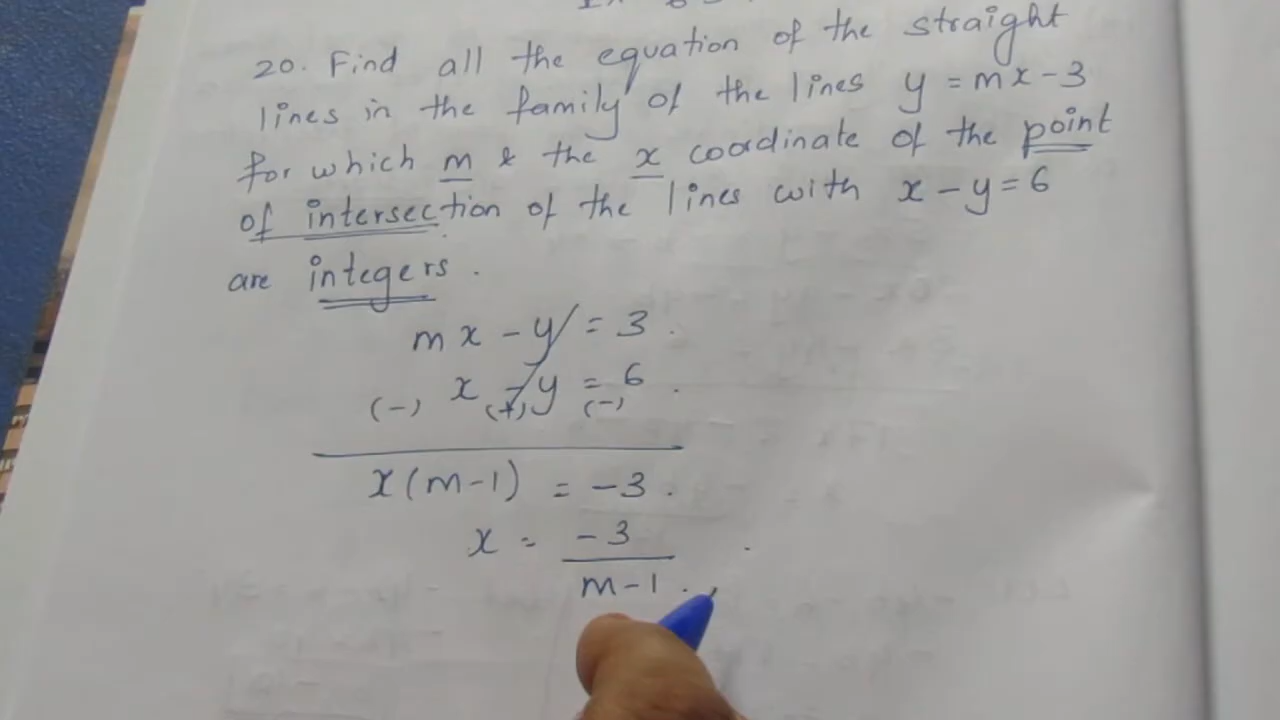 20. Find all the equation of the straight
lines in the family of the lines y = mx - 3
for which m & the x coordinate of the point
of intersection of the lines with x - y = 6
are integers.
mx - y = 3.
(-) x (+)- y = (-) 6.
x(m-1) = -3.
x = -3 / m-1.,